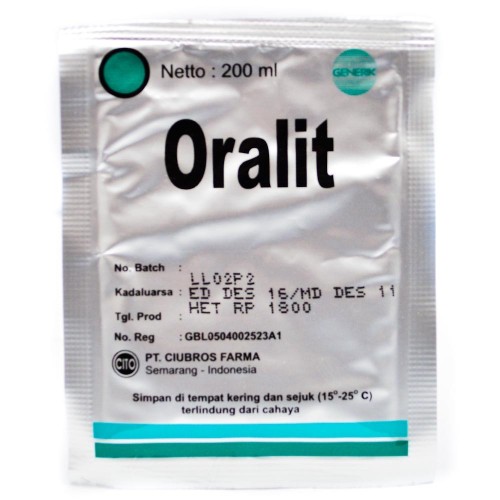 Netto : 200 ml
GENERIK
Oralit
No. Batch :
LL02P2
Kadaluarsa : ED DES 16/MD DES 11
HET RP 1800
Tgl. Prod :
No. Reg : GBL0504002523A1
CITO
PT. CIUBROS FARMA
Semarang - Indonesia
Simpan di tempat kering dan sejuk (15°-25° C)
terlindung dari cahaya